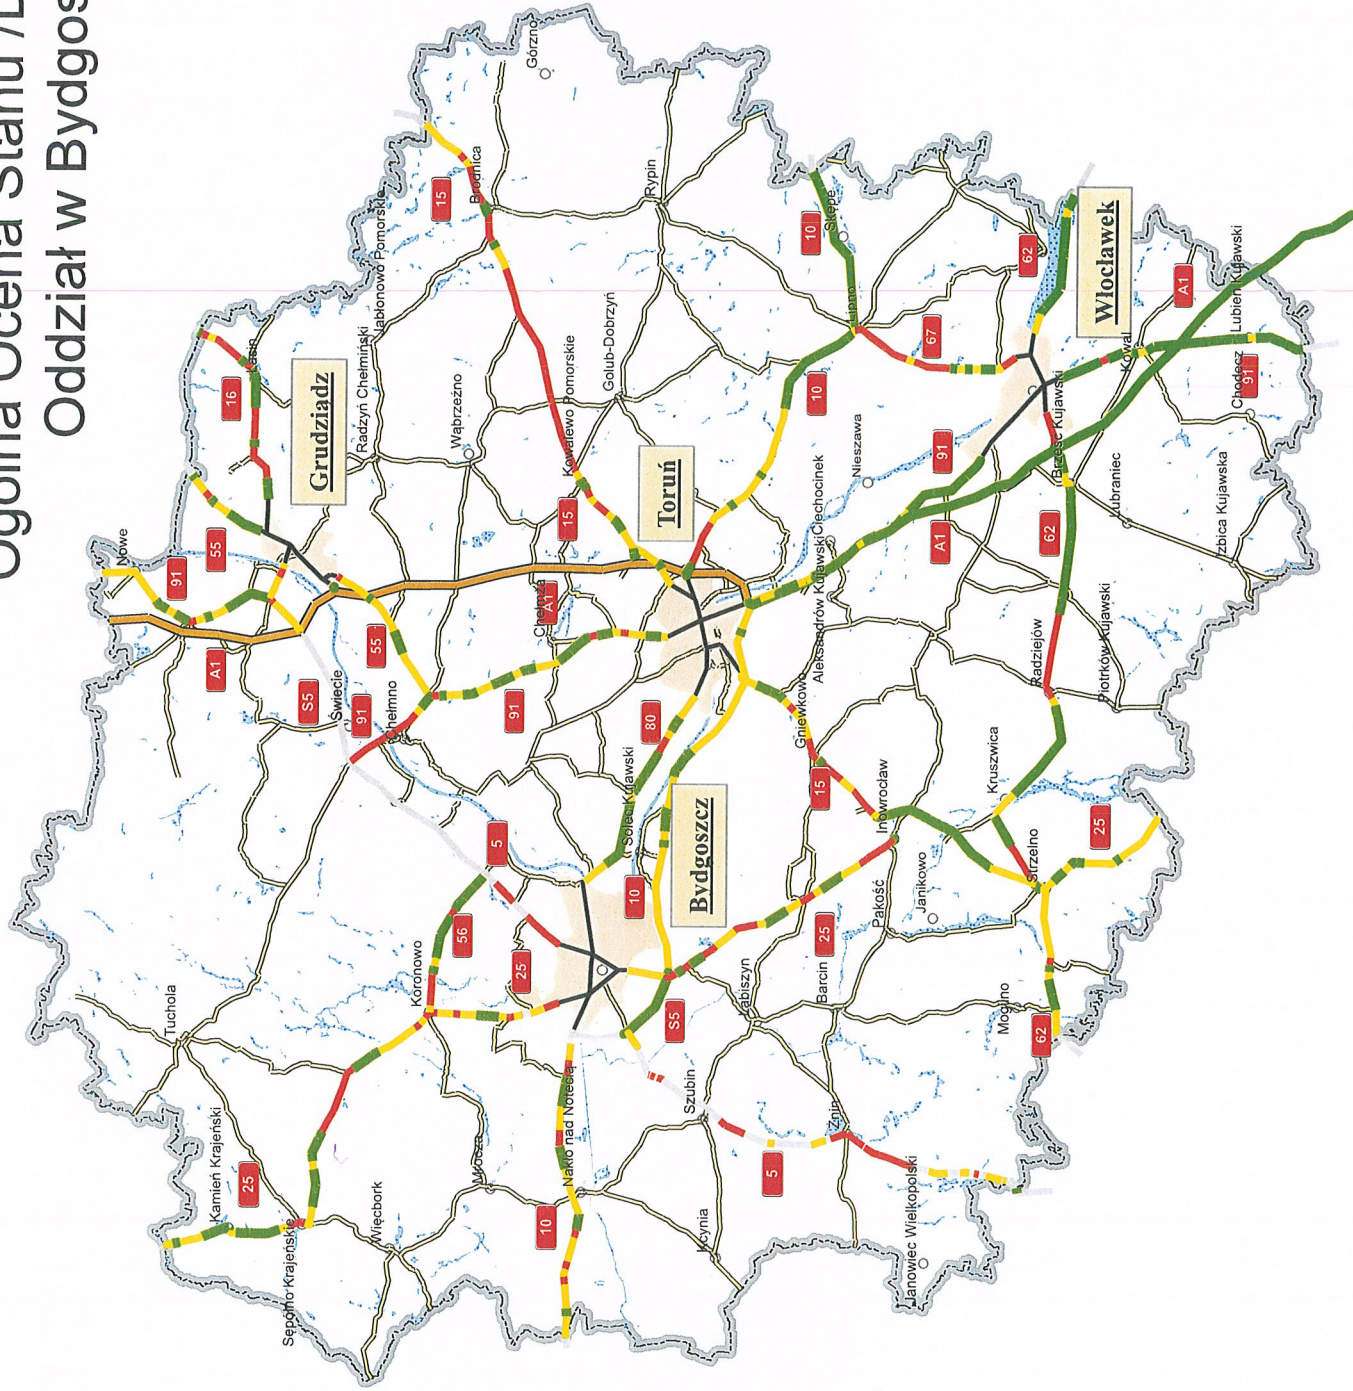 Ogólna Ocena Stanu
Oddział w
Górzno
Brodnica
15
Jabłonowo Pomorskie
Rypin
10
Skępe
62
Włocławek
A1
Lubień Kujawski
Lipno
67
Kowal
91
Chodecz
16
Łasin
Grudziądz
Radzyń Chełmiński
Wąbrzeźno
Golub-Dobrzyń
Kowalewo Pomorskie
10
Nieszawa
91
Brześć Kujawski
Lubraniec
Izbica Kujawska
Nowe
91
55
Toruń
15
Ciechocinek
A1
62
Chełmża
A1
Aleksandrów Kujawski
Radziejów
Piotrków Kujawski
A1
S5
Świecie
91
55
Chełmno
91
80
Gniewkowo
15
Inowrocław
Kruszwica
25
Strzelno
Solec Kujawski
Bydgoszcz
5
10
56
Koronowo
25
Pakość
Janikowo
25
Barcin
Łabiszyn
S5
Mogilno
62
Tuchola
Kamień Krajeński
25
Sępólno Krajeńskie
Więcbork
Mrocza
Nakło nad Notecią
10
Szubin
Żnin
5
Kcynia
Janowiec Wielkopolski